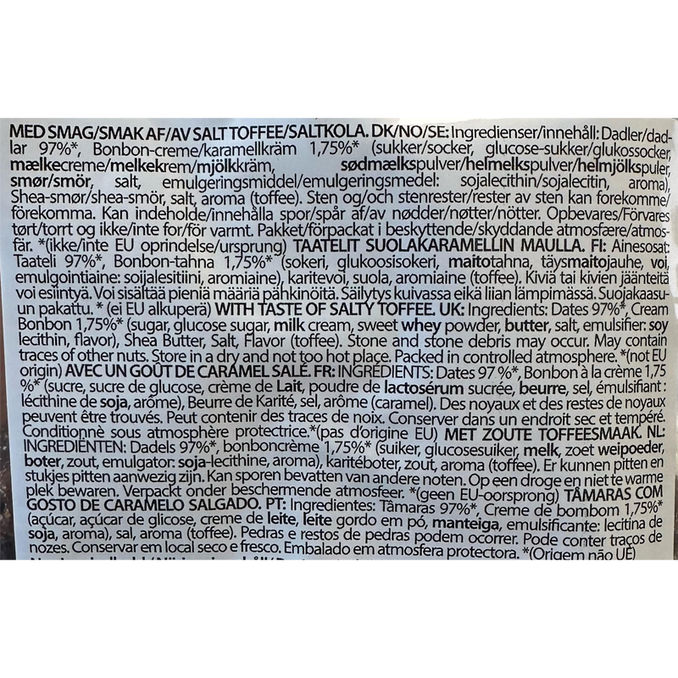 MED SMAG/SMAK AF/AV SALT TOFFEE/SALTKOLA. DK/NO/SE: Ingredienser/innehåll: Dadler/dad-
lar 97%*, Bonbon-creme/karamellkräm 1,75%* (sukker/socker, glucose-sukker/glukossocker,
mælkecreme/melkekrem/mjölkkräm, sødmælkspulver/helmelkspulver/helmjölkspuler,
smør/smör, salt, emulgeringsmiddel/emulgeringsmedel: sojalecithin/sojalecitin, aroma),
Shea-smør/shea-smör, salt, aroma (toffee). Sten og/och stenrester/rester av sten kan forekomme/
förekomma. Kan indeholde/innehålla spor/spår af/av nødder/nøtter/nötter. Opbevares/Förvares
tørt/torrt og ikke/inte for/för varmt. Pakket/förpackat i beskyttende/skyddande atmosfære/atmos-
fär. *(ikke/inte EU oprindelse/ursprung) TAATELIT SUOLAKARAMELLIN MAULLA. FI: Ainesosat:
Taateli 97%*, Bonbon-tahna 1,75%* (sokeri, glukoosisokeri, maitotahna, täysmaitojauhe, voi,
emulgointiaine: soijalesitiini, aromiaine), karitevoi, suola, aromiaine (toffee). Kiviä tai kivien jäänteitä
voi esiintyä. Voi sisältää pieniä määriä pähkinöitä. Säilytys kuivassa eikä liian lämpimässä. Suojakaasu-
un pakattu. * (ei EU alkuperä) WITH TASTE OF SALTY TOFFEE. UK: Ingredients: Dates 97%*, Cream
Bonbon 1,75%* (sugar, glucose sugar, milk cream, sweet whey powder, butter, salt, emulsifier: soy
lecithin, flavor), Shea Butter, Salt, Flavor (toffee). Stone and stone debris may occur. May contain
traces of other nuts. Store in a dry and not too hot place. Packed in controlled atmosphere. *(not EU
origin) AVEC UN GOÛT DE CARAMEL SALÉ. FR: INGRÉDIENTS: Dates 97 %*, Bonbon à la crème 1,75
%*(sucre, sucre de glucose, crème de Lait, poudre de lactosérum sucrée, beurre, sel, émulsifiant :
lécithine de soja, arôme), Beurre de Karité, sel, arôme (caramel). Des noyaux et des restes de noyaux
peuvent être trouvés. Peut contenir des traces de noix. Conserver dans un endroit sec et tempéré.
Conditionnè sous atmosphère protectrice.*(pas d'origine EU) MET ZOUTE TOFFEESMAAK. NL:
INGREDIËNTEN: Dadels 97%*, bonboncrème 1,75%* (suiker, glucosesuiker, melk, zoet weipoeder,
boter, zout, emulgator: soja-lecithine, aroma), karitéboter, zout, aroma (toffee). Er kunnen pitten en
stukjes pitten aanwezig zijn. Kan sporen bevatten van andere noten. Op een droge en niet te warme
plek bewaren. Verpackt onder beschermende atmosfeer. *(geen EU-oorsprong) TÂMARAS COM
GOSTO DE CARAMELO SALGADO. PT: Ingredientes: Tâmaras 97%*, Creme de bombom 1,75%*
(açúcar, açúcar de glicose, creme de leite, leite gordo em pó, manteiga, emulsificante: lecitina de
soja, aroma), sal, aroma (toffee). Pedras e restos de pedras podem ocorrer. Pode conter traços de
nozes. Conservar em local seco e fresco. Embalado em atmosfera protectora. *(Origem não UE)